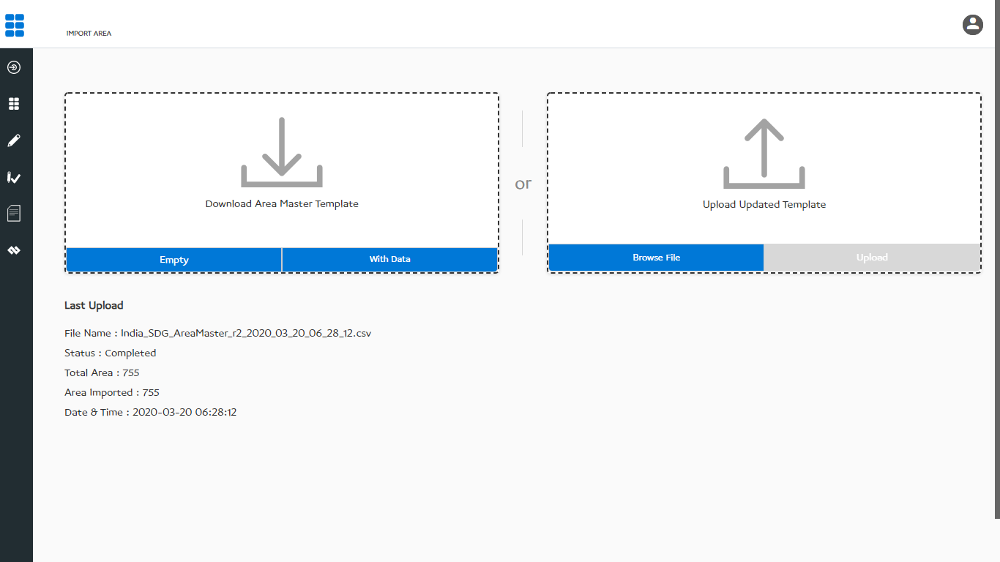 IMPORT AREA
Download Area Master Template
Empty
With Data
or
Upload Updated Template
Browse File
Upload
Last Upload
File Name : India_SDG_AreaMaster_r2_2020_03_20_06_28_12.csv
Status : Completed
Total Area : 755
Area Imported : 755
Date & Time : 2020-03-20 06:28:12